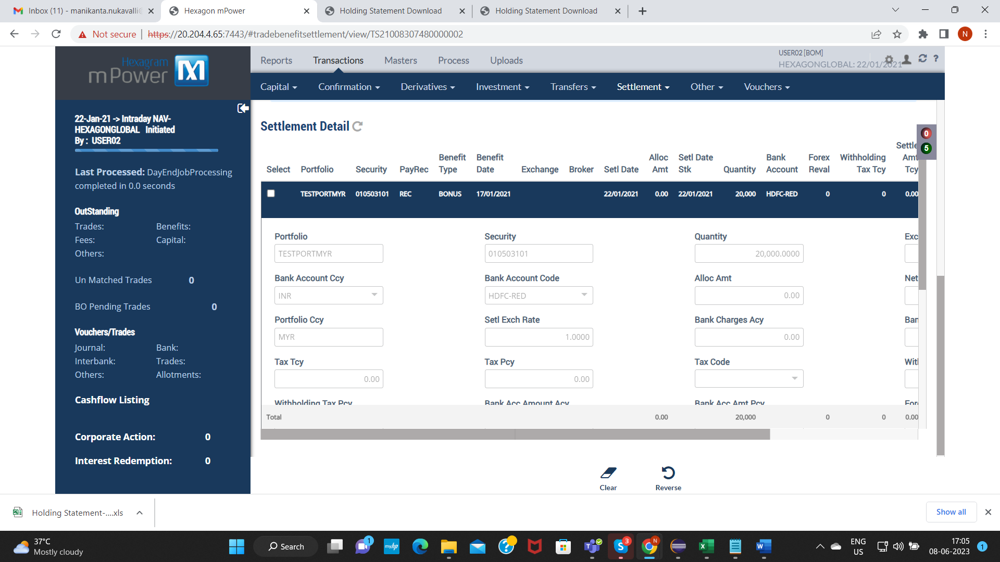 Inbox (11) - manikanta.nukavalli@
Hexagon mPower
Holding Statement Download
Holding Statement Download
Not secure
https://20.204.4.65:7443/#tradebenefitsettlement/view/TS21008307480000002
N
Hexagram
mPower
Reports
Transactions
Masters
Process
Uploads
USER02 [BOM]
HEXAGONGLOBAL: 22/01/2021
?
Capital
Confirmation
Derivatives
Investment
Transfers
Settlement
Other
Vouchers
22-Jan-21 -> Intraday NAV-
HEXAGONGLOBAL Initiated
By : USER02
Last Processed: DayEndJobProcessing
completed in 0.0 seconds
OutStanding
Trades: Benefits:
Fees: Capital:
Others:
Un Matched Trades 0
BO Pending Trades 0
Vouchers/Trades
Journal: Bank:
Interbank: Trades:
Others: Allotments:
Cashflow Listing
Corporate Action: 0
Interest Redemption: 0
Settlement Detail
0
5
Select Portfolio Security PayRec Benefit Type Benefit Date Exchange Broker Setl Date Alloc Amt Setl Date Stk Quantity Bank Account Forex Reval Withholding Tax Tcy Settle Amt Tcy
TESTPORTMYR 010503101 REC BONUS 17/01/2021 22/01/2021 0.00 22/01/2021 20,000 HDFC-RED 0 0 0.00
Portfolio Security Quantity Exc
TESTPORTMYR 010503101 20,000.0000
Bank Account Ccy Bank Account Code Alloc Amt Net
INR HDFC-RED 0.00
Portfolio Ccy Setl Exch Rate Bank Charges Acy Ban
MYR 1.0000 0.00
Tax Tcy Tax Pcy Tax Code With
0.00 0.00
Withholding Tax Pcy Bank Acc Amount Acy Bank Acc Amt Pcy Fore
Total 0.00 20,000 0 0 0.00
Clear
Reverse
Holding Statement-....xls
Show all
37°C
Mostly cloudy
Search
1
myhp
3
N
ENG
US
17:05
08-06-2023
1